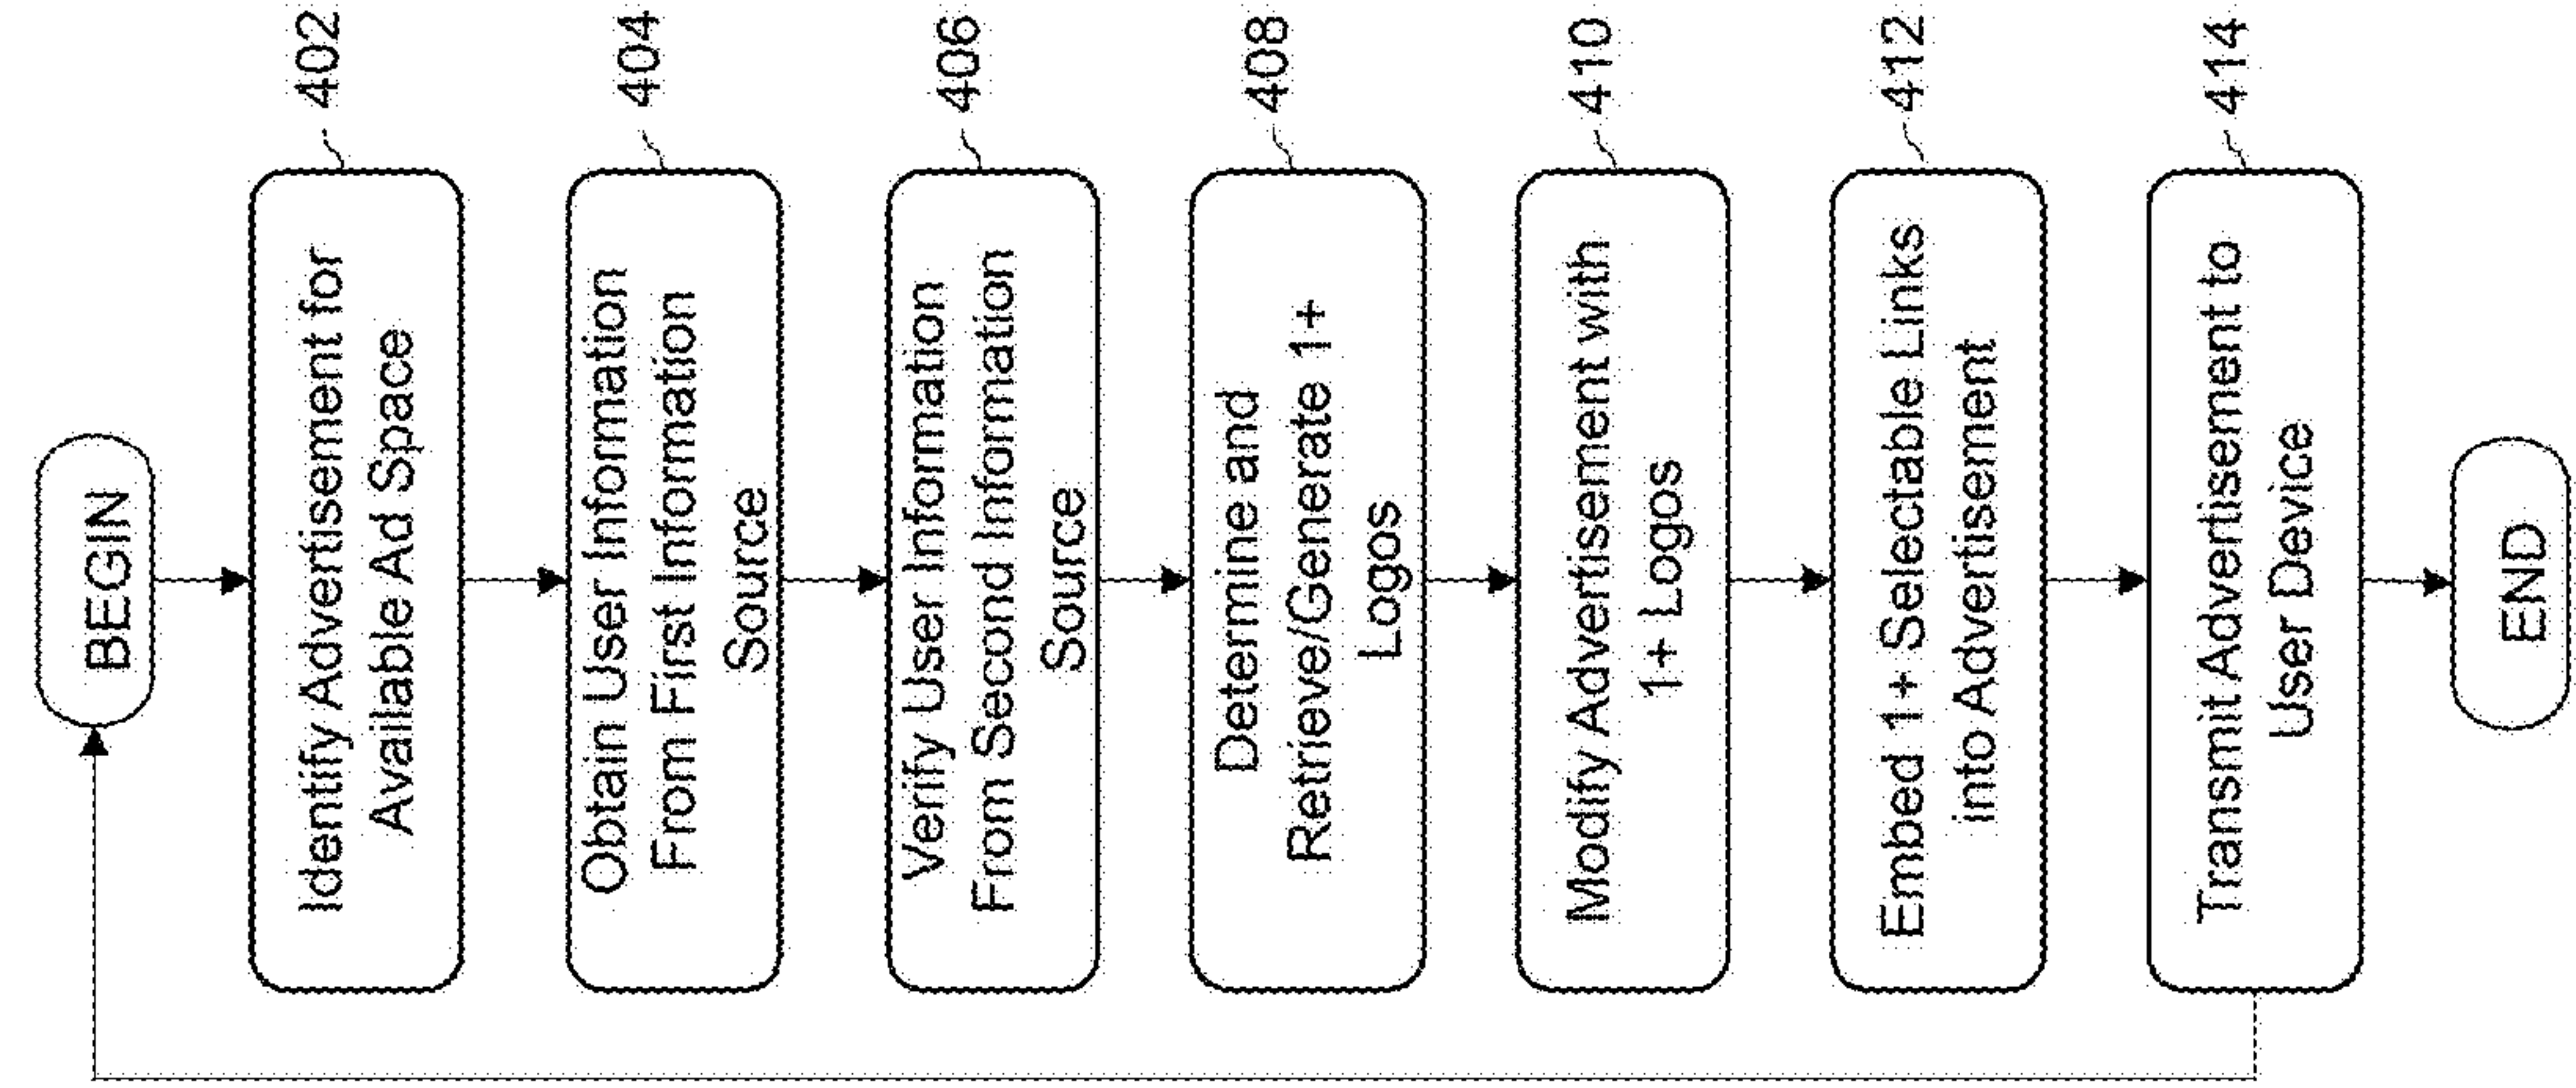 BEGIN
Identify Advertisement for
Available Ad Space
402
Obtain User Information
From First Information
Source
404
Verify User Information
From Second Information
Source
406
Determine and
Retrieve/Generate 1+
Logos
408
Modify Advertisement with
1+ Logos
410
Embed 1+ Selectable Links
into Advertisement
412
Transmit Advertisement to
User Device
414
END